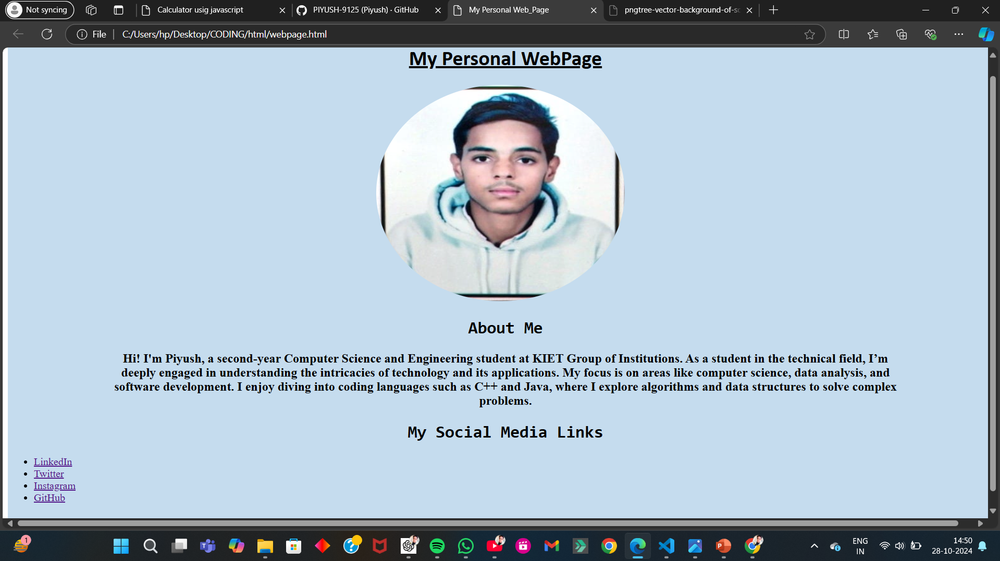 Not syncing
Calculator usig javascript
PIYUSH-9125 (Piyush) · GitHub
My Personal Web_Page
pngtree-vector-background-of-sc
File
C:/Users/hp/Desktop/CODING/html/webpage.html
My Personal WebPage
About Me
Hi! I'm Piyush, a second-year Computer Science and Engineering student at KIET Group of Institutions. As a student in the technical field, I’m
deeply engaged in understanding the intricacies of technology and its applications. My focus is on areas like computer science, data analysis, and
software development. I enjoy diving into coding languages such as C++ and Java, where I explore algorithms and data structures to solve complex
problems.
My Social Media Links
LinkedIn
Twitter
Instagram
GitHub
1
ENG
IN
14:50
28-10-2024